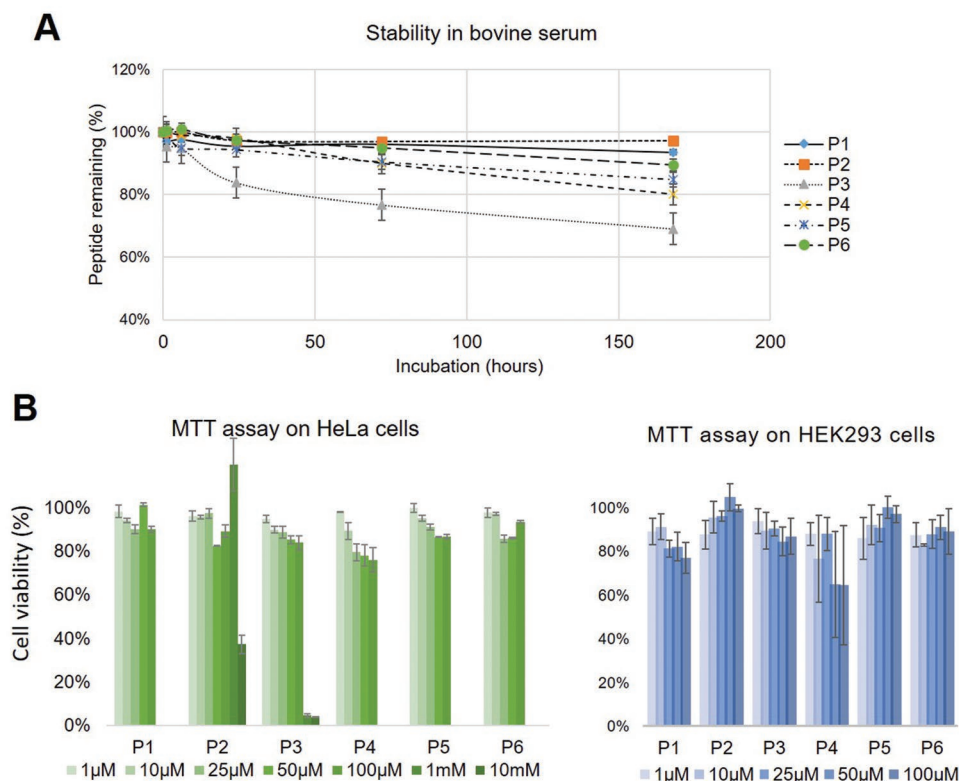 A
Stability in bovine serum
Peptide remaining (%)
120%
100%
80%
60%
40%
0
50
100
150
200
Incubation (hours)
P1
P2
P3
P4
P5
P6
B
MTT assay on HeLa cells
Cell viability (%)
100%
80%
60%
40%
20%
0%
P1 P2 P3 P4 P5 P6
1µM 10µM 25µM 50µM 100µM 1mM 10mM
MTT assay on HEK293 cells
100%
80%
60%
40%
20%
0%
P1 P2 P3 P4 P5 P6
1µM 10µM 25µM 50µM 100µM